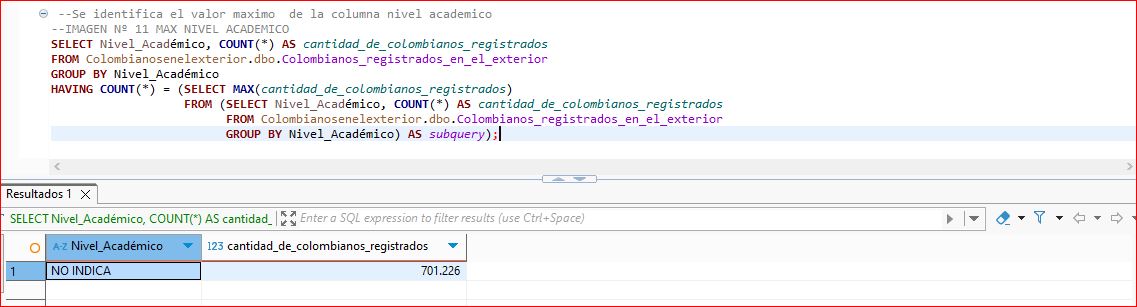 --Se identifica el valor maximo  de la columna nivel academico
--IMAGEN Nº 11 MAX NIVEL ACADEMICO
SELECT Nivel_Académico, COUNT(*) AS cantidad_de_colombianos_registrados
FROM Colombianosenelexterior.dbo.Colombianos_registrados_en_el_exterior
GROUP BY Nivel_Académico
HAVING COUNT(*) = (SELECT MAX(cantidad_de_colombianos_registrados)
FROM (SELECT Nivel_Académico, COUNT(*) AS cantidad_de_colombianos_registrados
FROM Colombianosenelexterior.dbo.Colombianos_registrados_en_el_exterior
GROUP BY Nivel_Académico) AS subquery);
Resultados 1
SELECT Nivel_Académico, COUNT(*) AS cantidad_ Enter a SQL expression to filter results (use Ctrl+Space)
A-Z Nivel_Académico 123 cantidad_de_colombianos_registrados
1 NO INDICA 701.226